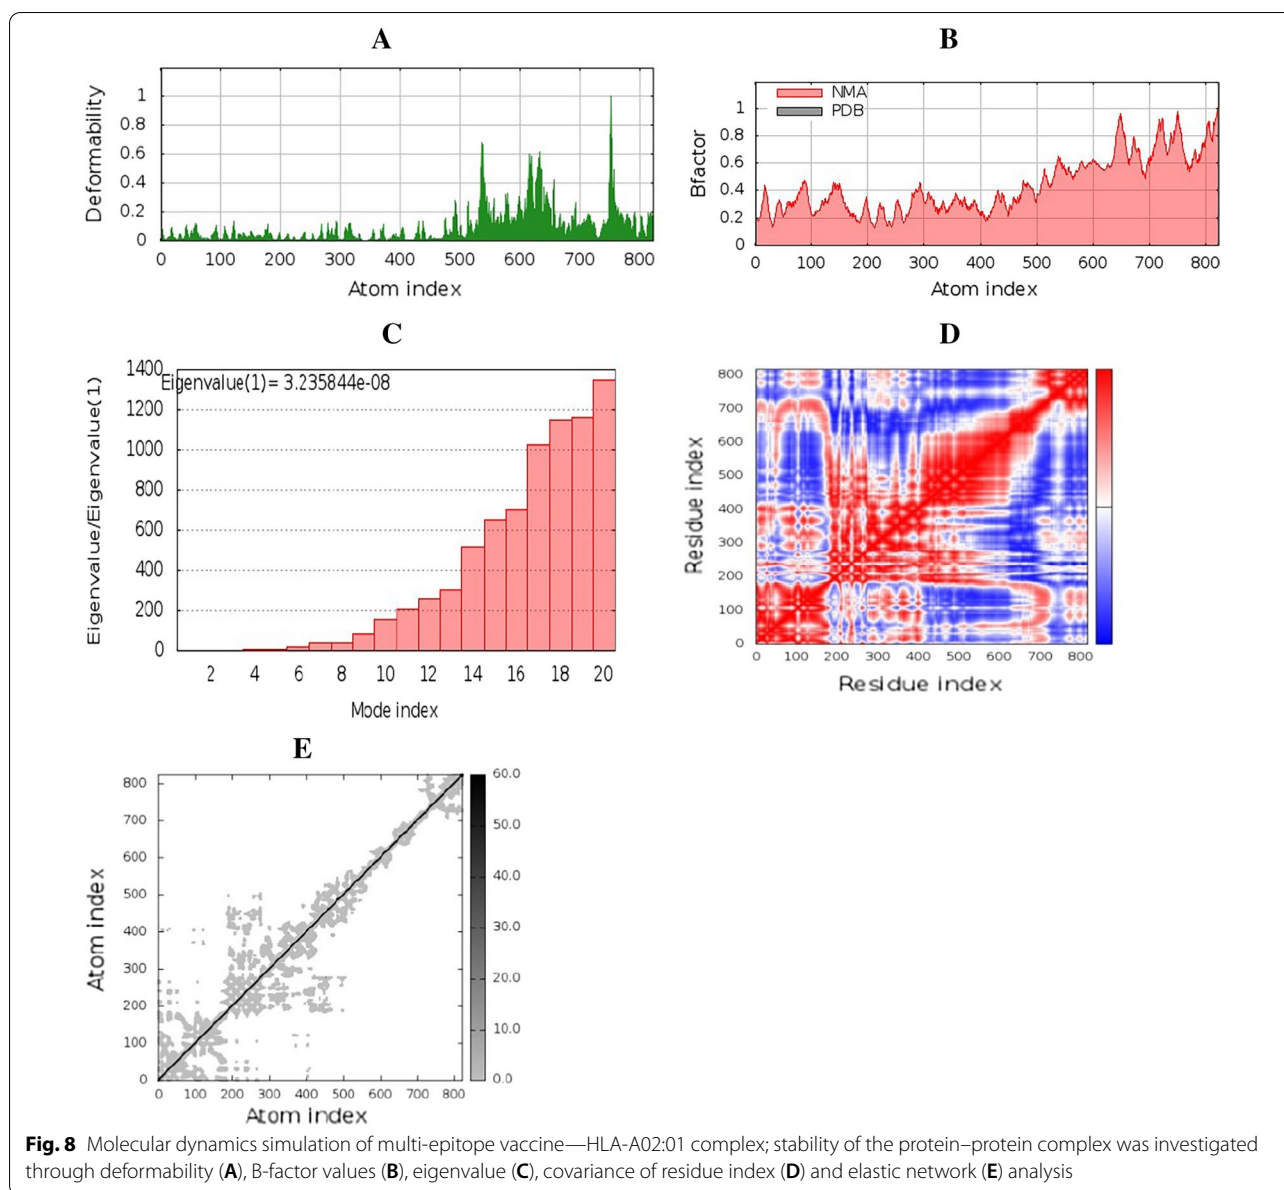 A
B
Deformability
1
0.8
0.6
0.4
0.2
0
0 100 200 300 400 500 600 700 800
Atom index
NMA
PDB
Bfactor
1
0.8
0.6
0.4
0.2
0
0 100 200 300 400 500 600 700 800
Atom index
C
D
Eigenvalue/Eigenvalue(1)
1400
Eigenvalue(1)= 3.235844e-08
1200
1000
800
600
400
200
0
2 4 6 8 10 12 14 16 18 20
Mode index
Residue index
800
700
600
500
400
300
200
100
0
0 100 200 300 400 500 600 700 800
Residue index
E
Atom index
800
700
600
500
400
300
200
100
0
0 100 200 300 400 500 600 700 800
Atom index
60.0
50.0
40.0
30.0
20.0
10.0
0.0
Fig. 8 Molecular dynamics simulation of multi-epitope vaccine—HLA-A02:01 complex; stability of the protein–protein complex was investigated
through deformability (A), B-factor values (B), eigenvalue (C), covariance of residue index (D) and elastic network (E) analysis